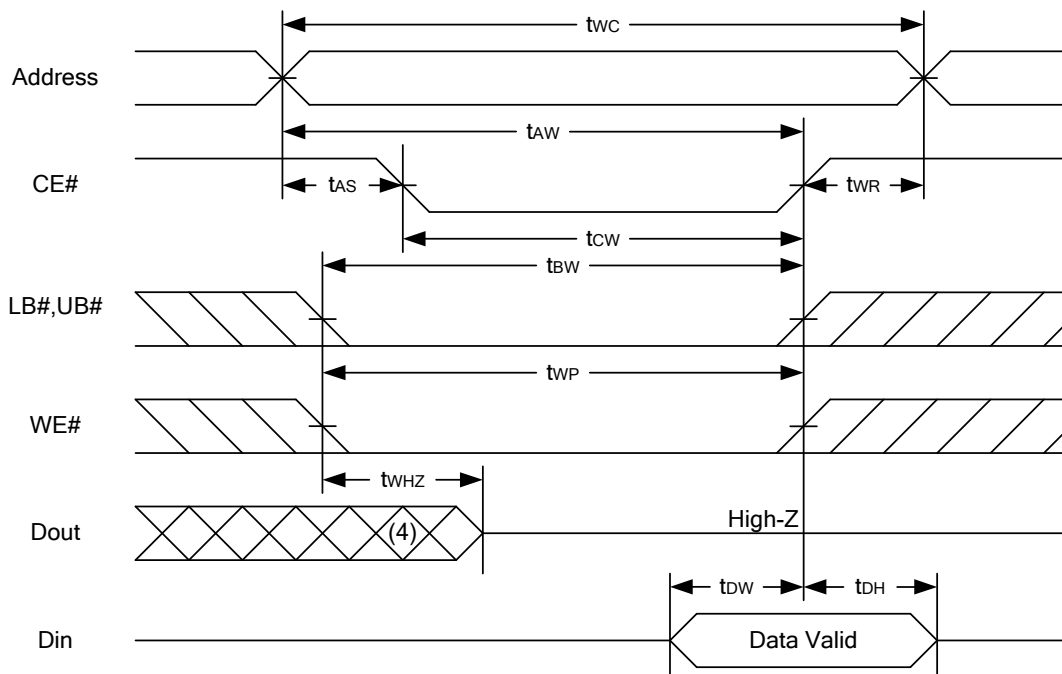 tWC
Address
tAW
CE#
tAS
tWR
tCW
tBW
LB#,UB#
tWP
WE#
tWHZ
Dout
(4)
High-Z
tDW
tDH
Din
Data Valid